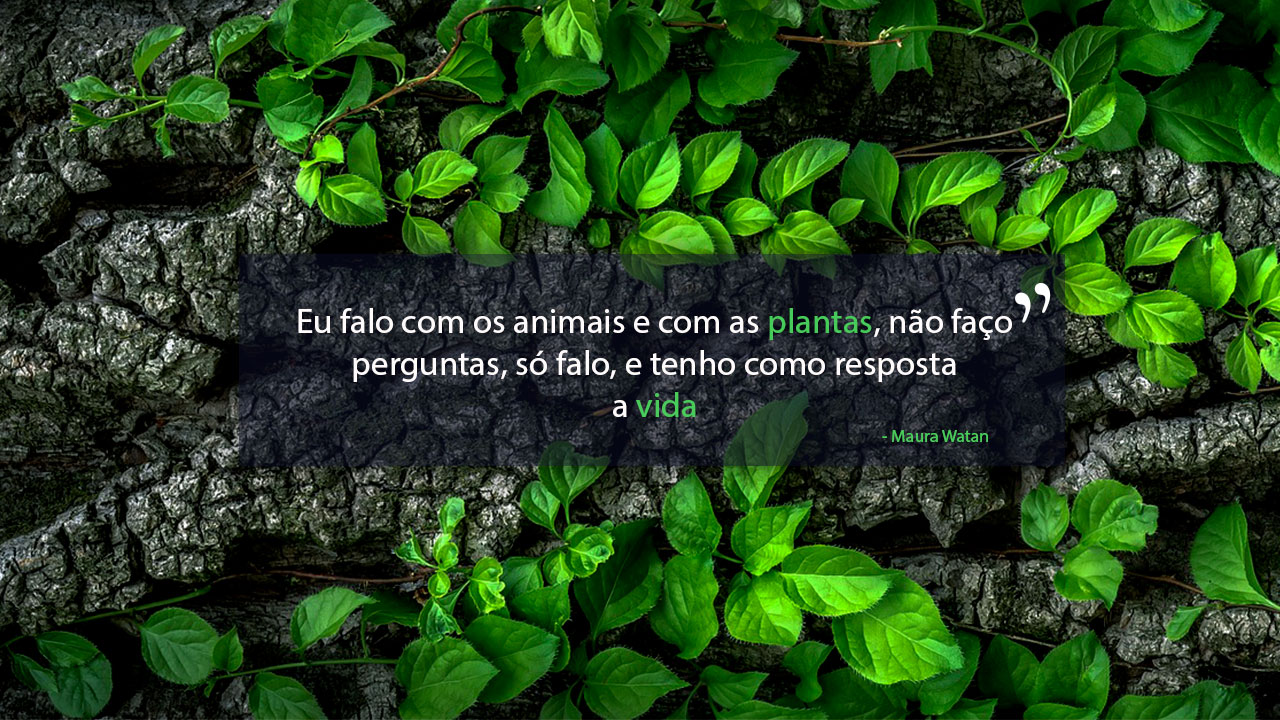 Eu falo com os animais e com as plantas, não faço ”
perguntas, só falo, e tenho como resposta
a vida
- Maura Watan